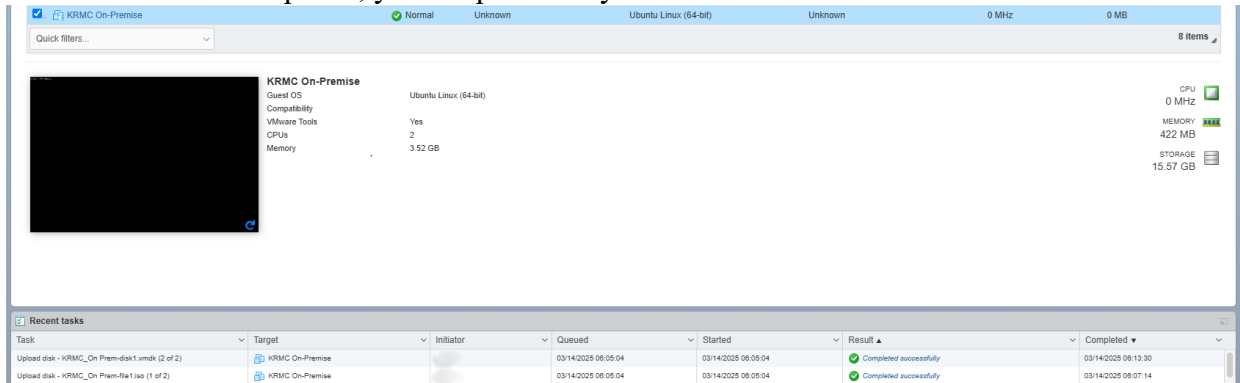 KRMC On-Premise Normal Unknown Ubuntu Linux (64-bit) Unknown 0 MHz 0 MB
Quick filters... 8 items
KRMC On-Premise
Guest OS Ubuntu Linux (64-bit)
Compatibility
VMware Tools Yes
CPUs 2
Memory 3.52 GB
CPU
0 MHz
MEMORY
422 MB
STORAGE
15.57 GB
Recent tasks
Task Target Initiator Queued Started Result ▲ Completed ▼
Upload disk - KRMC_On Prem-disk1.vmdk (2 of 2) KRMC On-Premise 03/14/2025 06:05:04 03/14/2025 06:05:04 Completed successfully 03/14/2025 06:13:30
Upload disk - KRMC_On Prem-file1.iso (1 of 2) KRMC On-Premise 03/14/2025 06:05:04 03/14/2025 06:05:04 Completed successfully 03/14/2025 06:07:14